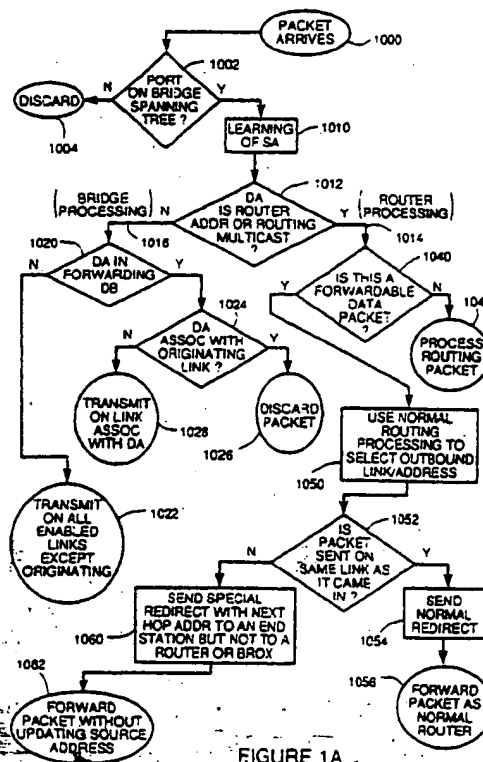 PACKET
ARRIVES
1000
1002
PORT
ON BRIDGE
SPANNING
TREE ?
N
Y
DISCARD
1004
LEARNING
OF SA
1010
1012
DA
IS ROUTER
ADDR OR ROUTING
MULTICAST
?
(BRIDGE
PROCESSING)
N
1016
Y
(ROUTER
PROCESSING)
1014
1020
DA IN
FORWARDING
DB
N
Y
1040
IS THIS A
FORWARDABLE
DATA
PACKET
?
Y
N
PROCESS
ROUTING
PACKET
1024
DA
ASSOC WITH
ORIGINATING
LINK ?
N
Y
TRANSMIT
ON LINK
ASSOC
WITH DA
1028
DISCARD
PACKET
1026
USE NORMAL
ROUTING
PROCESSING TO
SELECT OUTBOUND
LINK/ADDRESS
1050
TRANSMIT
ON ALL
ENABLED
LINKS
EXCEPT
ORIGINATING
1022
1052
IS
PACKET
SENT ON
SAME LINK AS
IT CAME
IN ?
N
Y
SEND SPECIAL
REDIRECT WITH NEXT
HOP ADDR TO AN END
STATION BUT NOT TO A
ROUTER OR BROX
1060
SEND
NORMAL
REDIRECT
1054
1062
FORWARD
PACKET WITHOUT
UPDATING SOURCE
ADDRESS
1056
FORWARD
PACKET AS
NORMAL
ROUTER
FIGURE 1A